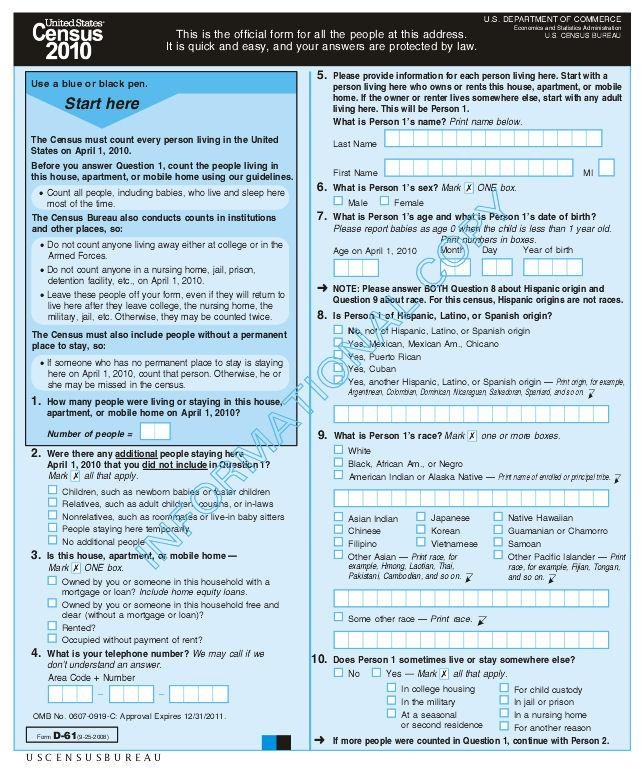 United States®
Census
2010
This is the official form for all the people at this address.
It is quick and easy, and your answers are protected by law.
U.S. DEPARTMENT OF COMMERCE
Economics and Statistics Administration
U.S. CENSUS BUREAU
Use a blue or black pen.
Start here
The Census must count every person living in the United
States on April 1, 2010.
Before you answer Question 1, count the people living in
this house, apartment, or mobile home using our guidelines.
• Count all people, including babies, who live and sleep here
most of the time.
The Census Bureau also conducts counts in institutions
and other places, so:
• Do not count anyone living away either at college or in the
Armed Forces.
• Do not count anyone in a nursing home, jail, prison,
detention facility, etc., on April 1, 2010.
• Leave these people off your form, even if they will return to
live here after they leave college, the nursing home, the
military, jail, etc. Otherwise, they may be counted twice.
The Census must also include people without a permanent
place to stay, so:
• If someone who has no permanent place to stay is staying
here on April 1, 2010, count that person. Otherwise, he or
she may be missed in the census.
1. How many people were living or staying in this house,
apartment, or mobile home on April 1, 2010?
Number of people =
2. Were there any additional people staying here
April 1, 2010 that you did not include in Question 1?
Mark ✗ all that apply.
Children, such as newborn babies or foster children
Relatives, such as adult children, cousins, or in-laws
Nonrelatives, such as roommates or live-in baby sitters
People staying here temporarily
No additional people
3. Is this house, apartment, or mobile home —
Mark ✗ ONE box.
Owned by you or someone in this household with a
mortgage or loan? Include home equity loans.
Owned by you or someone in this household free and
clear (without a mortgage or loan)?
Rented?
Occupied without payment of rent?
4. What is your telephone number? We may call if we
don't understand an answer.
Area Code + Number
– –
OMB No. 0607-0919-C: Approval Expires 12/31/2011.
Form D-61 (9-25-2008)
USCENSUSBUREAU
5. Please provide information for each person living here. Start with a
person living here who owns or rents this house, apartment, or mobile
home. If the owner or renter lives somewhere else, start with any adult
living here. This will be Person 1.
What is Person 1's name? Print name below.
Last Name
First Name MI
6. What is Person 1's sex? Mark ✗ ONE box.
Male Female
7. What is Person 1's age and what is Person 1's date of birth?
Please report babies as age 0 when the child is less than 1 year old.
Print numbers in boxes.
Age on April 1, 2010 Month Day Year of birth
➔ NOTE: Please answer BOTH Question 8 about Hispanic origin and
Question 9 about race. For this census, Hispanic origins are not races.
8. Is Person 1 of Hispanic, Latino, or Spanish origin?
No, not of Hispanic, Latino, or Spanish origin
Yes, Mexican, Mexican Am., Chicano
Yes, Puerto Rican
Yes, Cuban
Yes, another Hispanic, Latino, or Spanish origin — Print origin, for example,
Argentinean, Colombian, Dominican, Nicaraguan, Salvadoran, Spaniard, and so on.
9. What is Person 1's race? Mark ✗ one or more boxes.
White
Black, African Am., or Negro
American Indian or Alaska Native — Print name of enrolled or principal tribe.
Asian Indian Japanese Native Hawaiian
Chinese Korean Guamanian or Chamorro
Filipino Vietnamese Samoan
Other Asian — Print race, for
example, Hmong, Laotian, Thai,
Pakistani, Cambodian, and so on.
Other Pacific Islander — Print
race, for example, Fijian, Tongan,
and so on.
Some other race — Print race.
10. Does Person 1 sometimes live or stay somewhere else?
No Yes — Mark ✗ all that apply.
In college housing For child custody
In the military In jail or prison
At a seasonal
or second residence
In a nursing home
For another reason
➔ If more people were counted in Question 1, continue with Person 2.
INFORMATIONAL COPY